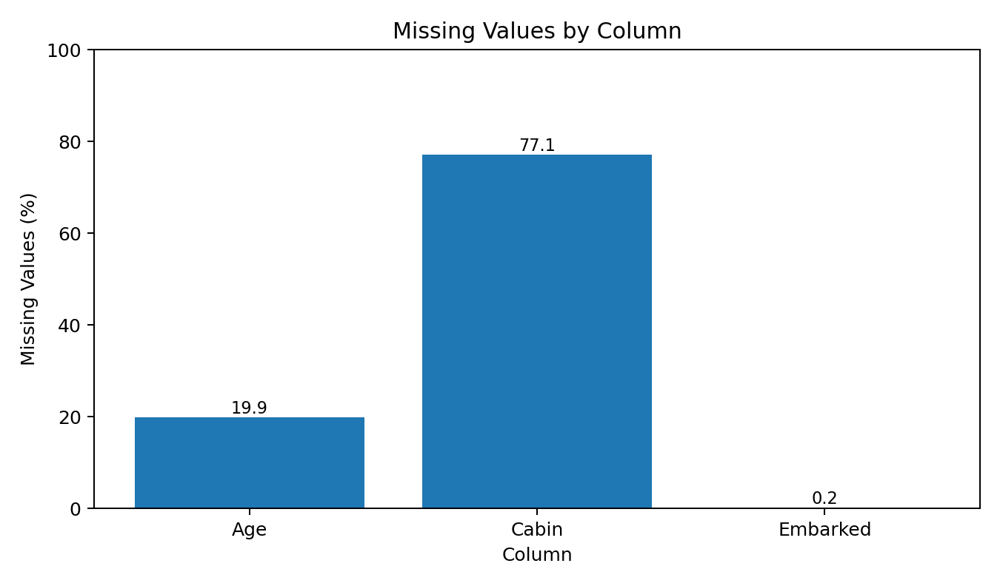 Missing Values by Column
Missing Values (%)
100
80
60
40
20
0
19.9
77.1
0.2
Age
Cabin
Embarked
Column